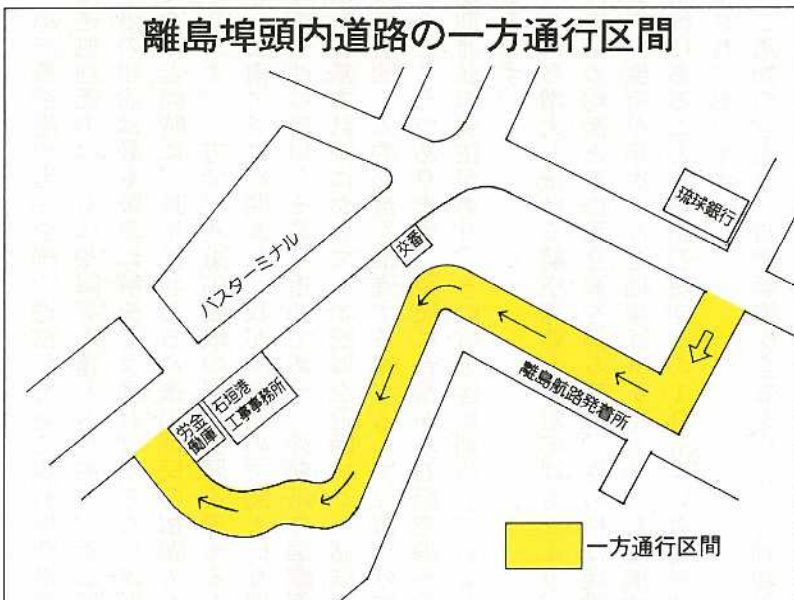 離島埠頭内道路の一方通行区間
琉球銀行
交番
バスターミナル
離島航路発着所
石垣港
工事事務所
労働
金庫
一方通行区間